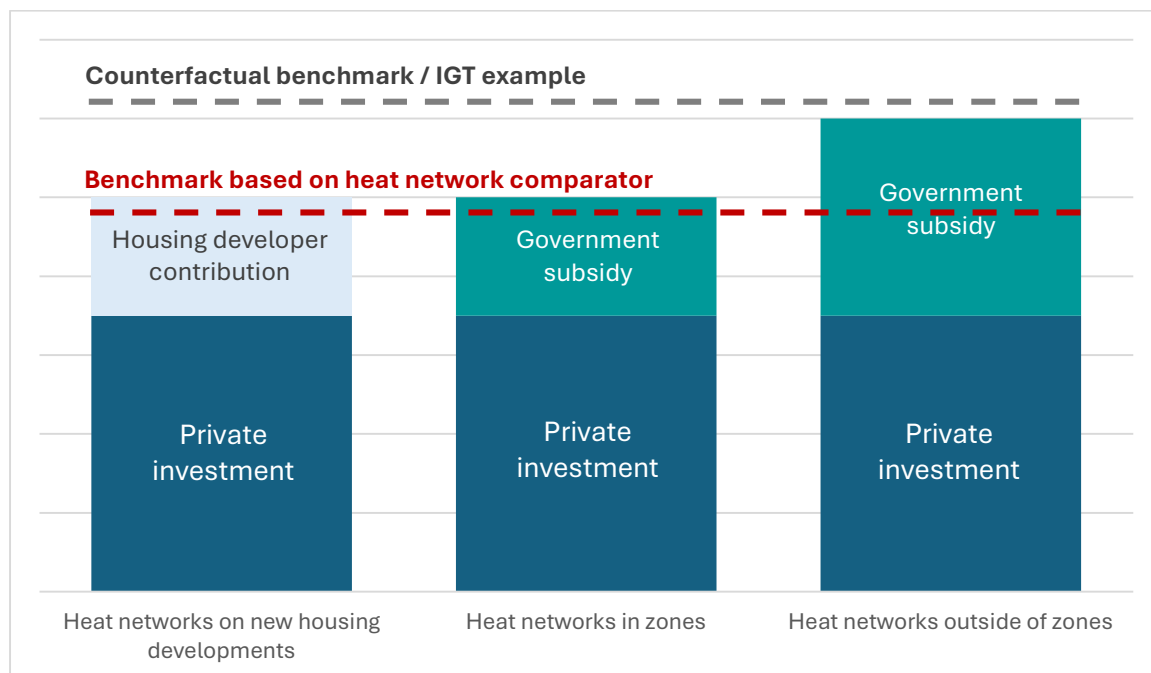 Counterfactual benchmark / IGT example
Benchmark based on heat network comparator
Housing developer
contribution
Government
subsidy
Government
subsidy
Private
investment
Private
investment
Private
investment
Heat networks on new housing
developments
Heat networks in zones
Heat networks outside of zones